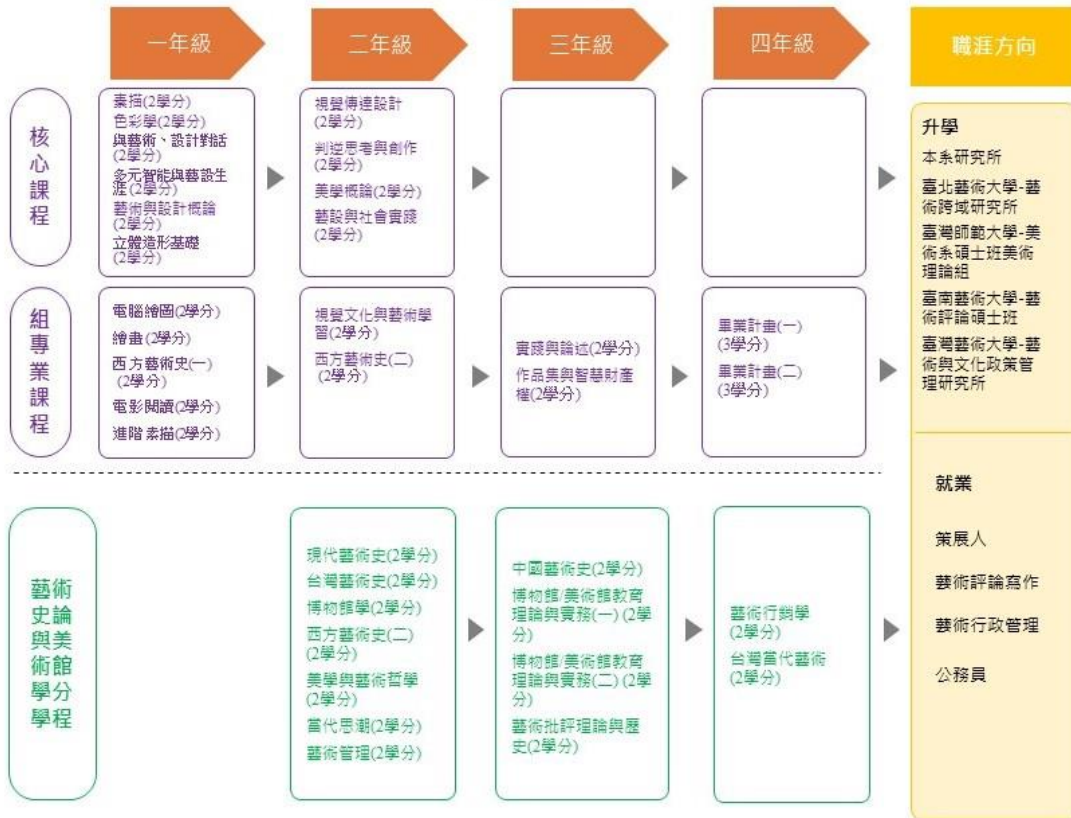 一年級
二年級
三年級
四年級
職涯方向
核
心
課
程
素描(2學分)
色彩學(2學分)
與藝術、設計對話
(2學分)
多元智能與藝設生
涯(2學分)
藝術與設計概論
(2學分)
立體造形基礎
(2學分)
視覺傳達設計
(2學分)
判逆思考與創作
(2學分)
美學概論(2學分)
藝設與社會實踐
(2學分)
組
專
業
課
程
電腦繪圖(2學分)
繪畫(2學分)
西方藝術史(一)
(2學分)
電影閱讀(2學分)
進階素描(2學分)
視覺文化與藝術學
習(2學分)
西方藝術史(二)
(2學分)
實踐與論述(2學分)
作品集與智慧財產
權(2學分)
畢業計畫(一)
(3學分)
畢業計畫(二)
(3學分)
升學
本系研究所
臺北藝術大學-藝
術跨域研究所
臺灣師範大學-美
術系碩士班美術
理論組
臺南藝術大學-藝
術評論碩士班
臺灣藝術大學-藝
術與文化政策管
理研究所
藝術
史論
與美
術館
學分
學程
現代藝術史(2學分)
台灣藝術史(2學分)
博物館學(2學分)
西方藝術史(二)
(2學分)
美學與藝術哲學
(2學分)
當代思潮(2學分)
藝術管理(2學分)
中國藝術史(2學分)
博物館/美術館教育
理論與實務(一) (2學
分)
博物館/美術館教育
理論與實務(二) (2學
分)
藝術批評理論與歷
史(2學分)
藝術行銷學
(2學分)
台灣當代藝術
(2學分)
就業
策展人
藝術評論寫作
藝術行政管理
公務員